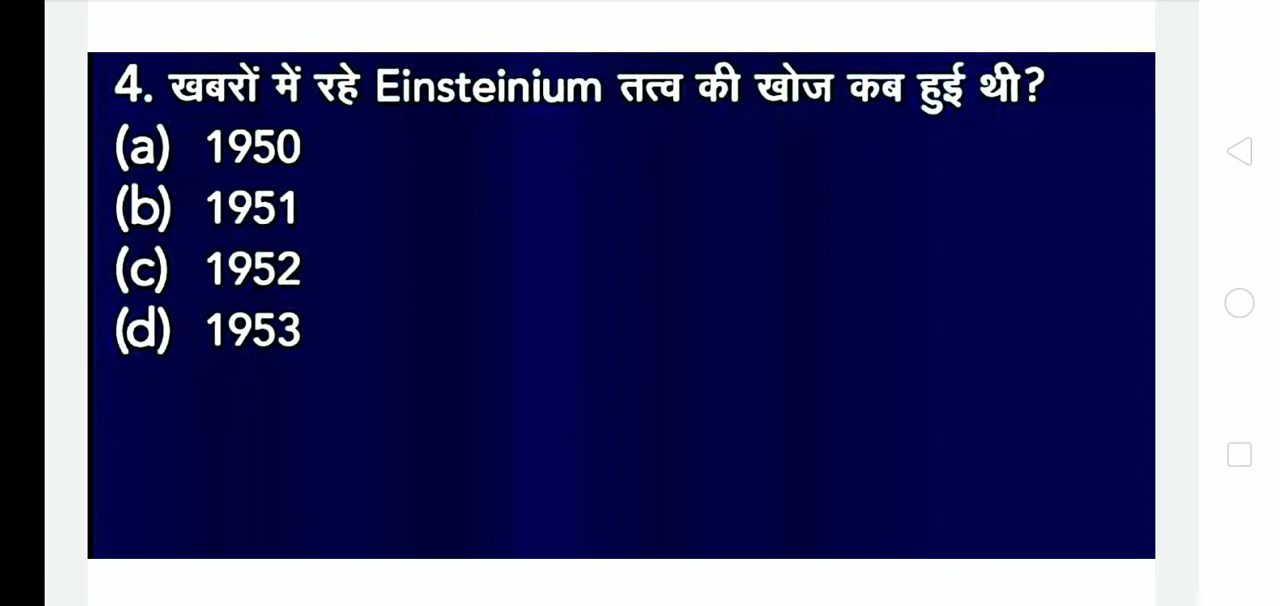 4. खबरों में रहे Einsteinium तत्व की खोज कब हुई थी?
(a) 1950
(b) 1951
(c) 1952
(d) 1953